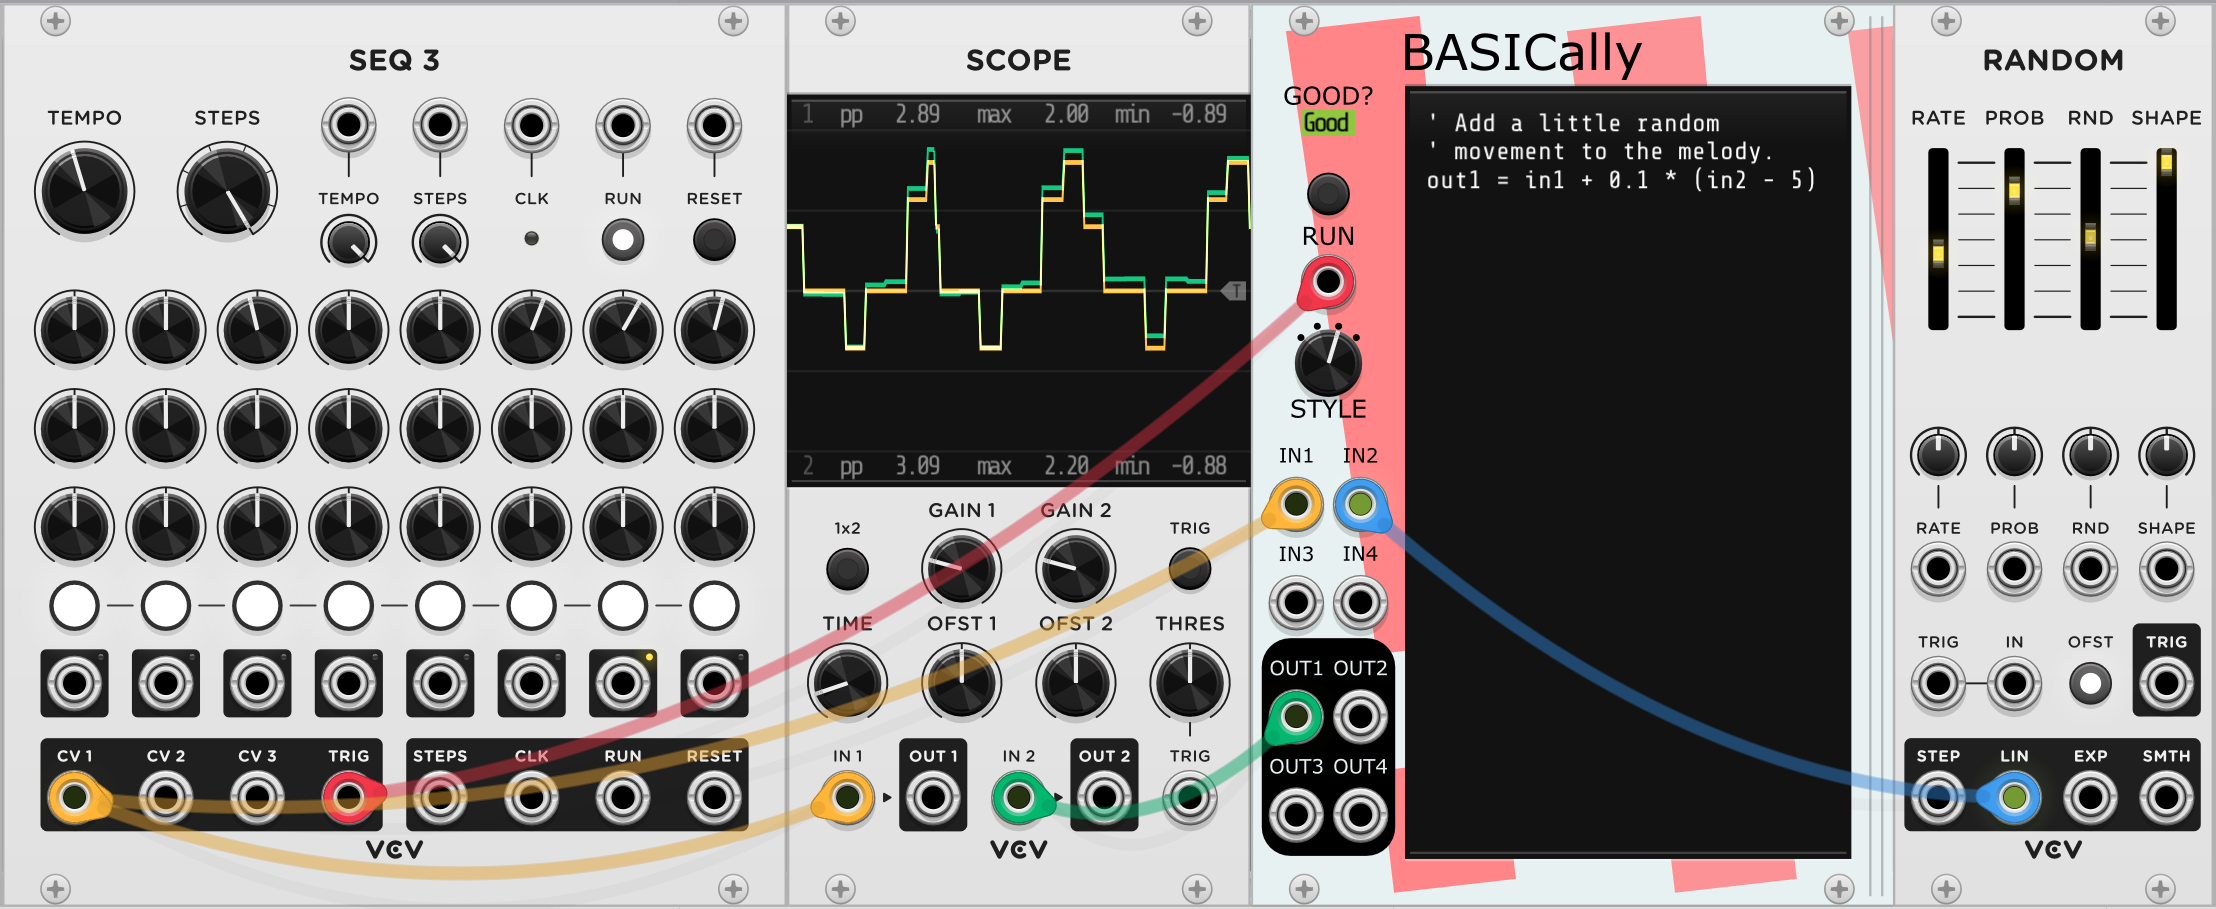 SEQ 3
TEMPO
STEPS
TEMPO
STEPS
CLK
RUN
RESET
CV 1
CV 2
CV 3
TRIG
STEPS
CLK
RUN
RESET
VCV
SCOPE
1 pp 2.89 max 2.00 min -0.89
T
2 pp 3.09 max 2.20 min -0.88
1x2
GAIN 1
GAIN 2
TRIG
TIME
OFST 1
OFST 2
THRES
IN 1
OUT 1
IN 2
OUT 2
TRIG
VCV
BASICally
GOOD?
Good
RUN
STYLE
IN1
IN2
IN3
IN4
OUT1
OUT2
OUT3
OUT4
' Add a little random
' movement to the melody.
out1 = in1 + 0.1 * (in2 - 5)
RANDOM
RATE
PROB
RND
SHAPE
RATE
PROB
RND
SHAPE
TRIG
IN
OFST
TRIG
STEP
LIN
EXP
SMTH
VCV